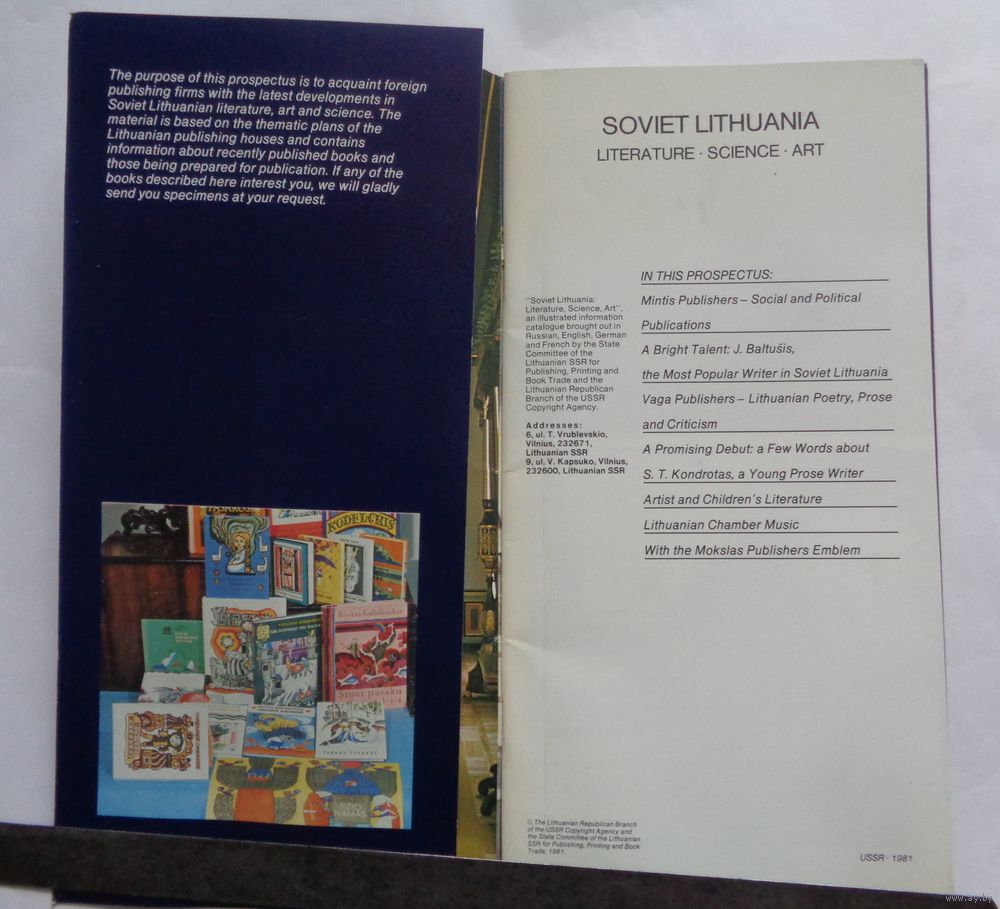 The purpose of this prospectus is to acquaint foreign
publishing firms with the latest developments in
Soviet Lithuanian literature, art and science. The
material is based on the thematic plans of the
Lithuanian publishing houses and contains
information about recently published books and
those being prepared for publication. If any of the
books described here interest you, we will gladly
send you specimens at your request.
Kostas Kubilinskas
Stovi pasakų
NAMAS
SOVIET LITHUANIA
LITERATURE · SCIENCE · ART
"Soviet Lithuania:
Literature, Science, Art",
an illustrated information
catalogue brought out in
Russian, English, German
and French by the State
Committee of the
Lithuanian SSR for
Publishing, Printing and
Book Trade and the
Lithuanian Republican
Branch of the USSR
Copyright Agency.
Addresses:
6, ul. T. Vrublevskio,
Vilnius, 232671,
Lithuanian SSR
9, ul. V. Kapsuko, Vilnius,
232600, Lithuanian SSR
IN THIS PROSPECTUS:
Mintis Publishers – Social and Political
Publications
A Bright Talent: J. Baltušis,
the Most Popular Writer in Soviet Lithuania
Vaga Publishers – Lithuanian Poetry, Prose
and Criticism
A Promising Debut: a Few Words about
S. T. Kondrotas, a Young Prose Writer
Artist and Children's Literature
Lithuanian Chamber Music
With the Mokslas Publishers Emblem
© The Lithuanian Republican Branch
of the USSR Copyright Agency and
the State Committee of the Lithuanian
SSR for Publishing, Printing and Book
Trade, 1981.
USSR · 1981
www.ay.by